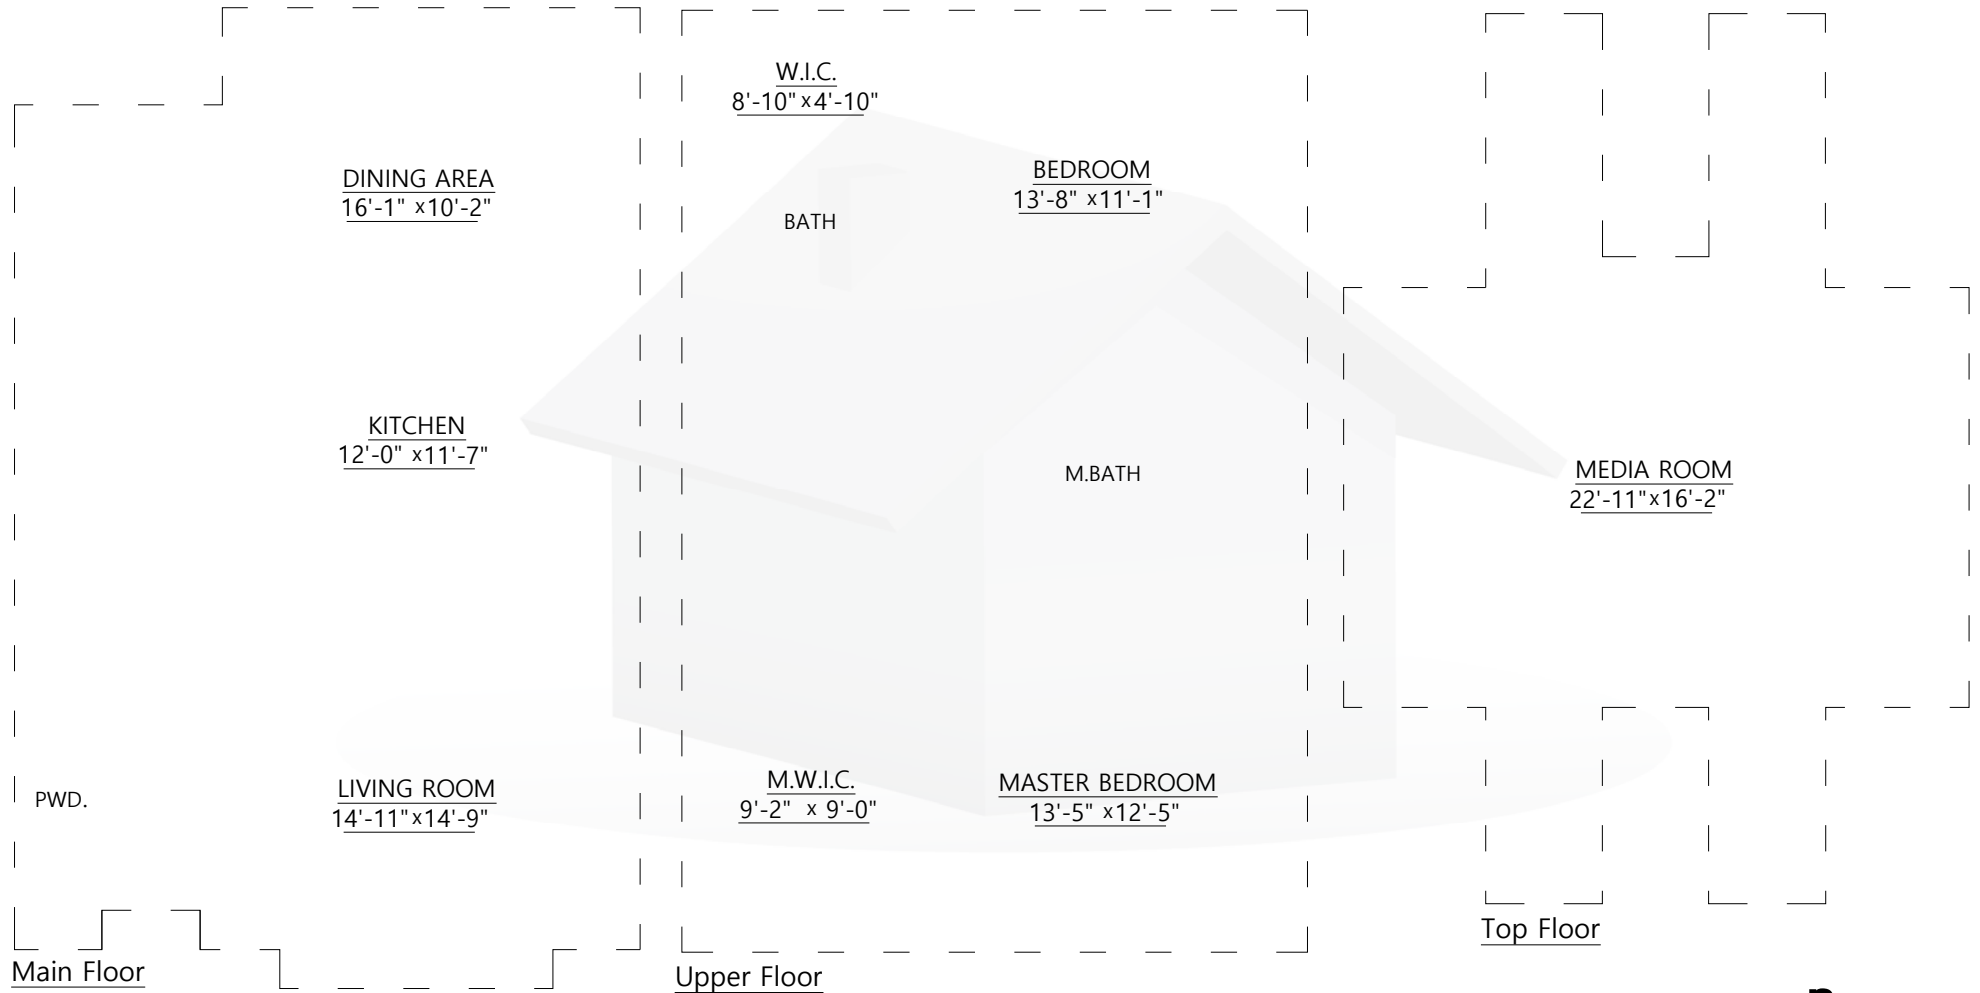 DINING AREA
16'-1" x10'-2"
KITCHEN
12'-0" x11'-7"
PWD.
LIVING ROOM
14'-11"x14'-9"
Main Floor
W.I.C.
8'-10"x4'-10"
BEDROOM
13'-8" x11'-1"
BATH
M.BATH
M.W.I.C.
9'-2" x 9'-0"
MASTER BEDROOM
13'-5" x12'-5"
Upper Floor
MEDIA ROOM
22'-11"x16'-2"
Top Floor